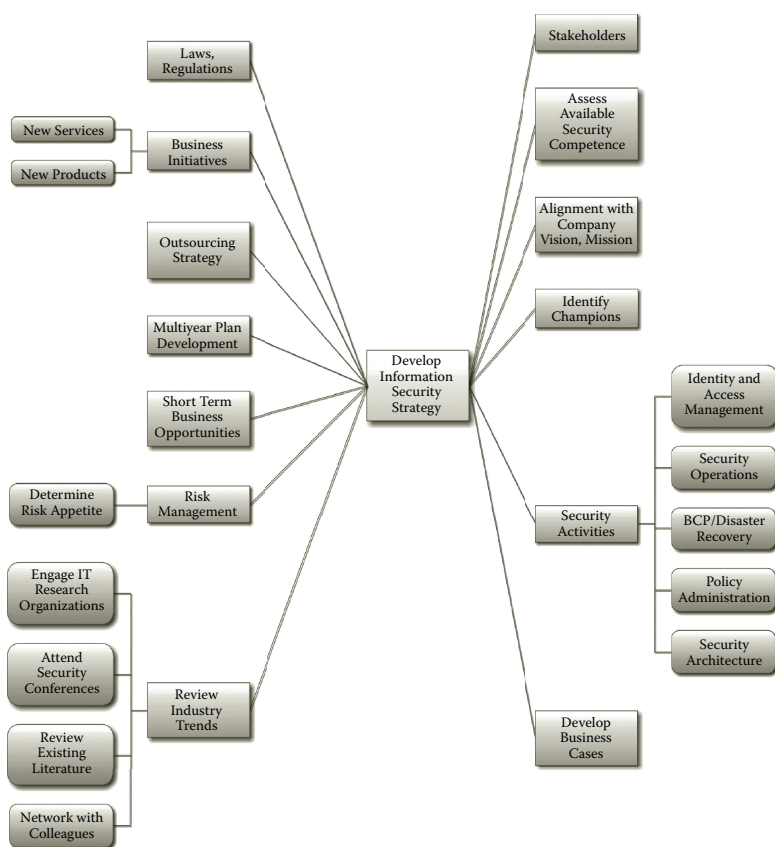 Laws,
Regulations
New Services
New Products
Business
Initiatives
Outsourcing
Strategy
Multiyear Plan
Development
Short Term
Business
Opportunities
Determine
Risk Appetite
Risk
Management
Engage IT
Research
Organizations
Attend
Security
Conferences
Review
Existing
Literature
Network with
Colleagues
Review
Industry
Trends
Develop
Information
Security
Strategy
Stakeholders
Assess
Available
Security
Competence
Alignment with
Company
Vision, Mission
Identify
Champions
Security
Activities
Identity and
Access
Management
Security
Operations
BCP/Disaster
Recovery
Policy
Administration
Security
Architecture
Develop
Business
Cases